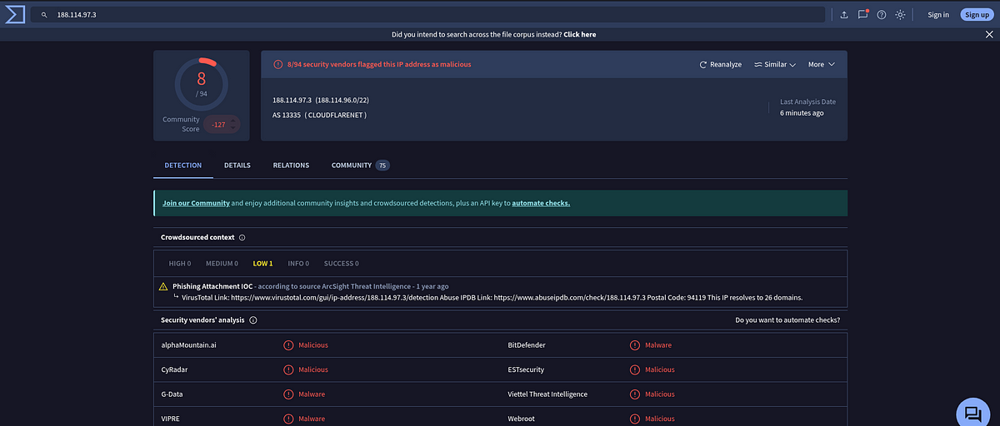 188.114.97.3
Sign in
Sign up
Did you intend to search across the file corpus instead? Click here
8
/ 94
Community
Score
-127
8/94 security vendors flagged this IP address as malicious
Reanalyze
Similar
More
188.114.97.3 (188.114.96.0/22)
AS 13335 ( CLOUDFLARENET )
Last Analysis Date
6 minutes ago
DETECTION
DETAILS
RELATIONS
COMMUNITY 75
Join our Community and enjoy additional community insights and crowdsourced detections, plus an API key to automate checks.
Crowdsourced context
HIGH 0
MEDIUM 0
LOW 1
INFO 0
SUCCESS 0
Phishing Attachment IOC - according to source ArcSight Threat Intelligence - 1 year ago
VirusTotal Link: https://www.virustotal.com/gui/ip-address/188.114.97.3/detection Abuse IPDB Link: https://www.abuseipdb.com/check/188.114.97.3 Postal Code: 94119 This IP resolves to 26 domains.
Security vendors' analysis
Do you want to automate checks?
alphaMountain.ai
Malicious
BitDefender
Malware
CyRadar
Malicious
ESTsecurity
Malicious
G-Data
Malware
Viettel Threat Intelligence
Malicious
VIPRE
Malware
Webroot
Malicious